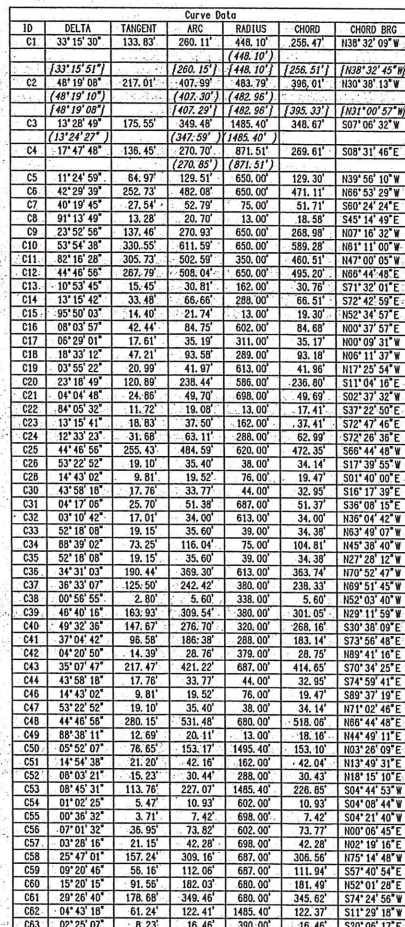 Curve Data
ID DELTA TANGENT ARC RADIUS CHORD CHORD BRG
C1 33°15'30" 133.83' 260.11' 448.10' 256.47' N38°32'09"W
(448.10')
{33°15'51"} {260.15'} {448.10'} {256.51'} {N38°32'45"W}
C2 48°19'08" 217.01' 407.99' 483.79' 396.01' N30°38'13"W
(48°19'10") (407.30') (482.96')
{48°19'08"} {407.29'} {482.96'} {395.33'} {N31°00'57"W}
C3 13°28'49" 175.55' 349.48' 1485.40' 348.67' S07°06'32"W
(13°24'27") (347.59') (1485.40')
C4 17°47'48" 136.45' 270.70' 871.51' 269.61' S08°31'46"E
(270.85') (871.51')
C5 11°24'59" 64.97' 129.51' 650.00' 129.30' N39°56'10"W
C6 42°29'39" 252.73' 482.08' 650.00' 471.11' N66°53'29"W
C7 40°19'45" 27.54' 52.79' 75.00' 51.71' S60°24'24"E
C8 91°13'49" 13.28' 20.70' 13.00' 18.58' S45°14'49"E
C9 23°52'56" 137.46' 270.93' 650.00' 268.98' N07°16'32"W
C10 53°54'38" 330.55' 611.59' 650.00' 589.28' N61°11'00"W
C11 82°16'28" 305.73' 502.59' 350.00' 460.51' N47°00'05"W
C12 44°46'56" 267.79' 508.04' 650.00' 495.20' N66°44'48"E
C13 10°53'45" 15.45' 30.81' 162.00' 30.76' S71°32'01"E
C14 13°15'42" 33.48' 66.66' 288.00' 66.51' S72°42'59"E
C15 95°50'03" 14.40' 21.74' 13.00' 19.30' N52°34'57"E
C16 08°03'57" 42.44' 84.75' 602.00' 84.68' N00°37'57"E
C17 06°29'01" 17.61' 35.19' 311.00' 35.17' N00°09'31"W
C18 18°33'12" 47.21' 93.58' 289.00' 93.18' N06°11'37"W
C19 03°55'22" 20.99' 41.97' 613.00' 41.96' N17°25'54"W
C20 23°18'49" 120.89' 238.44' 586.00' 236.80' S11°04'16"E
C21 04°04'48" 24.86' 49.70' 698.00' 49.69' S02°37'32"W
C22 84°05'32" 11.72' 19.08' 13.00' 17.41' S37°22'50"E
C23 13°15'41" 18.83' 37.50' 162.00' 37.41' S72°47'46"E
C24 12°33'23" 31.68' 63.11' 288.00' 62.99' S72°26'36"E
C25 44°46'56" 255.43' 484.59' 620.00' 472.35' S66°44'48"W
C26 53°22'52" 19.10' 35.40' 38.00' 34.14' S17°39'55"W
C28 14°43'02" 9.81' 19.52' 76.00' 19.47' S01°40'00"E
C30 43°58'18" 17.76' 33.77' 44.00' 32.95' S16°17'39"E
C31 04°17'06" 25.70' 51.38' 687.00' 51.37' S36°08'15"E
C32 03°10'42" 17.01' 34.00' 613.00' 34.00' N36°04'42"W
C33 52°18'08" 19.15' 35.60' 39.00' 34.38' N63°49'07"W
C34 88°39'02" 73.25' 116.04' 75.00' 104.81' N45°38'40"W
C35 52°18'08" 19.15' 35.60' 39.00' 34.38' N27°28'12"W
C36 34°31'03" 190.44' 369.30' 613.00' 363.74' N70°52'47"W
C37 36°33'07" 125.50' 242.42' 380.00' 238.33' N69°51'45"W
C38 00°56'55" 2.80' 5.60' 338.00' 5.60' N52°03'40"W
C39 46°40'16" 163.93' 309.54' 380.00' 301.05' N29°11'59"W
C40 49°32'36" 147.67' 276.70' 320.00' 268.16' S30°38'09"E
C41 37°04'42" 96.58' 186.38' 288.00' 183.14' S73°56'48"E
C42 04°20'50" 14.39' 28.76' 379.00' 28.75' N89°41'16"W
C43 35°07'47" 217.47' 421.22' 687.00' 414.65' S70°34'25"E
C44 43°58'18" 17.76' 33.77' 44.00' 32.95' S74°59'41"E
C46 14°43'02" 9.81' 19.52' 76.00' 19.47' S89°37'19"E
C47 53°22'52" 19.10' 35.40' 38.00' 34.14' N71°02'46"E
C48 44°46'56" 280.15' 531.48' 680.00' 518.06' N66°44'48"E
C49 88°38'11" 12.69' 20.11' 13.00' 18.16' N44°49'11"E
C50 05°52'07" 76.65' 153.17' 1495.40' 153.10' N03°26'09"E
C51 14°54'38" 21.20' 42.16' 162.00' 42.04' N13°49'31"E
C52 06°03'21" 15.23' 30.44' 288.00' 30.43' N18°15'10"E
C53 08°45'31" 113.76' 227.07' 1485.40' 226.85' S04°44'53"W
C54 01°02'25" 5.47' 10.93' 602.00' 10.93' S04°08'44"W
C55 00°36'32" 3.71' 7.42' 698.00' 7.42' S04°21'40"W
C56 07°01'32" 36.95' 73.82' 602.00' 73.77' N00°06'45"E
C57 03°28'16" 21.15' 42.28' 698.00' 42.28' N02°19'16"E
C58 25°47'01" 157.24' 309.16' 687.00' 306.56' N75°14'48"W
C59 09°20'46" 56.16' 112.06' 687.00' 111.94' S57°40'54"E
C60 15°20'15" 91.56' 182.03' 680.00' 181.49' N52°01'28"E
C61 29°26'40" 178.68' 349.46' 680.00' 345.62' S74°24'56"W
C62 04°43'18" 61.24' 122.41' 1485.40' 122.37' S11°29'18"W
C63 02°25'07" 8.23' 16.46' 390.00' 16.46' S20°06'17"E